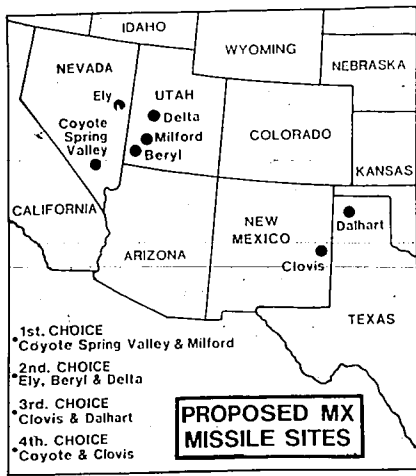 IDAHO
WYOMING
NEVADA
NEBRASKA
Ely
UTAH
Delta
Milford
Beryl
Coyote
Spring
Valley
COLORADO
KANSAS
CALIFORNIA
ARIZONA
NEW
MEXICO
Clovis
Dalhart
TEXAS
1st. CHOICE
Coyote Spring Valley & Milford
2nd. CHOICE
Ely, Beryl & Delta
3rd. CHOICE
Clovis & Dalhart
4th. CHOICE
Coyote & Clovis
PROPOSED MX
MISSILE SITES